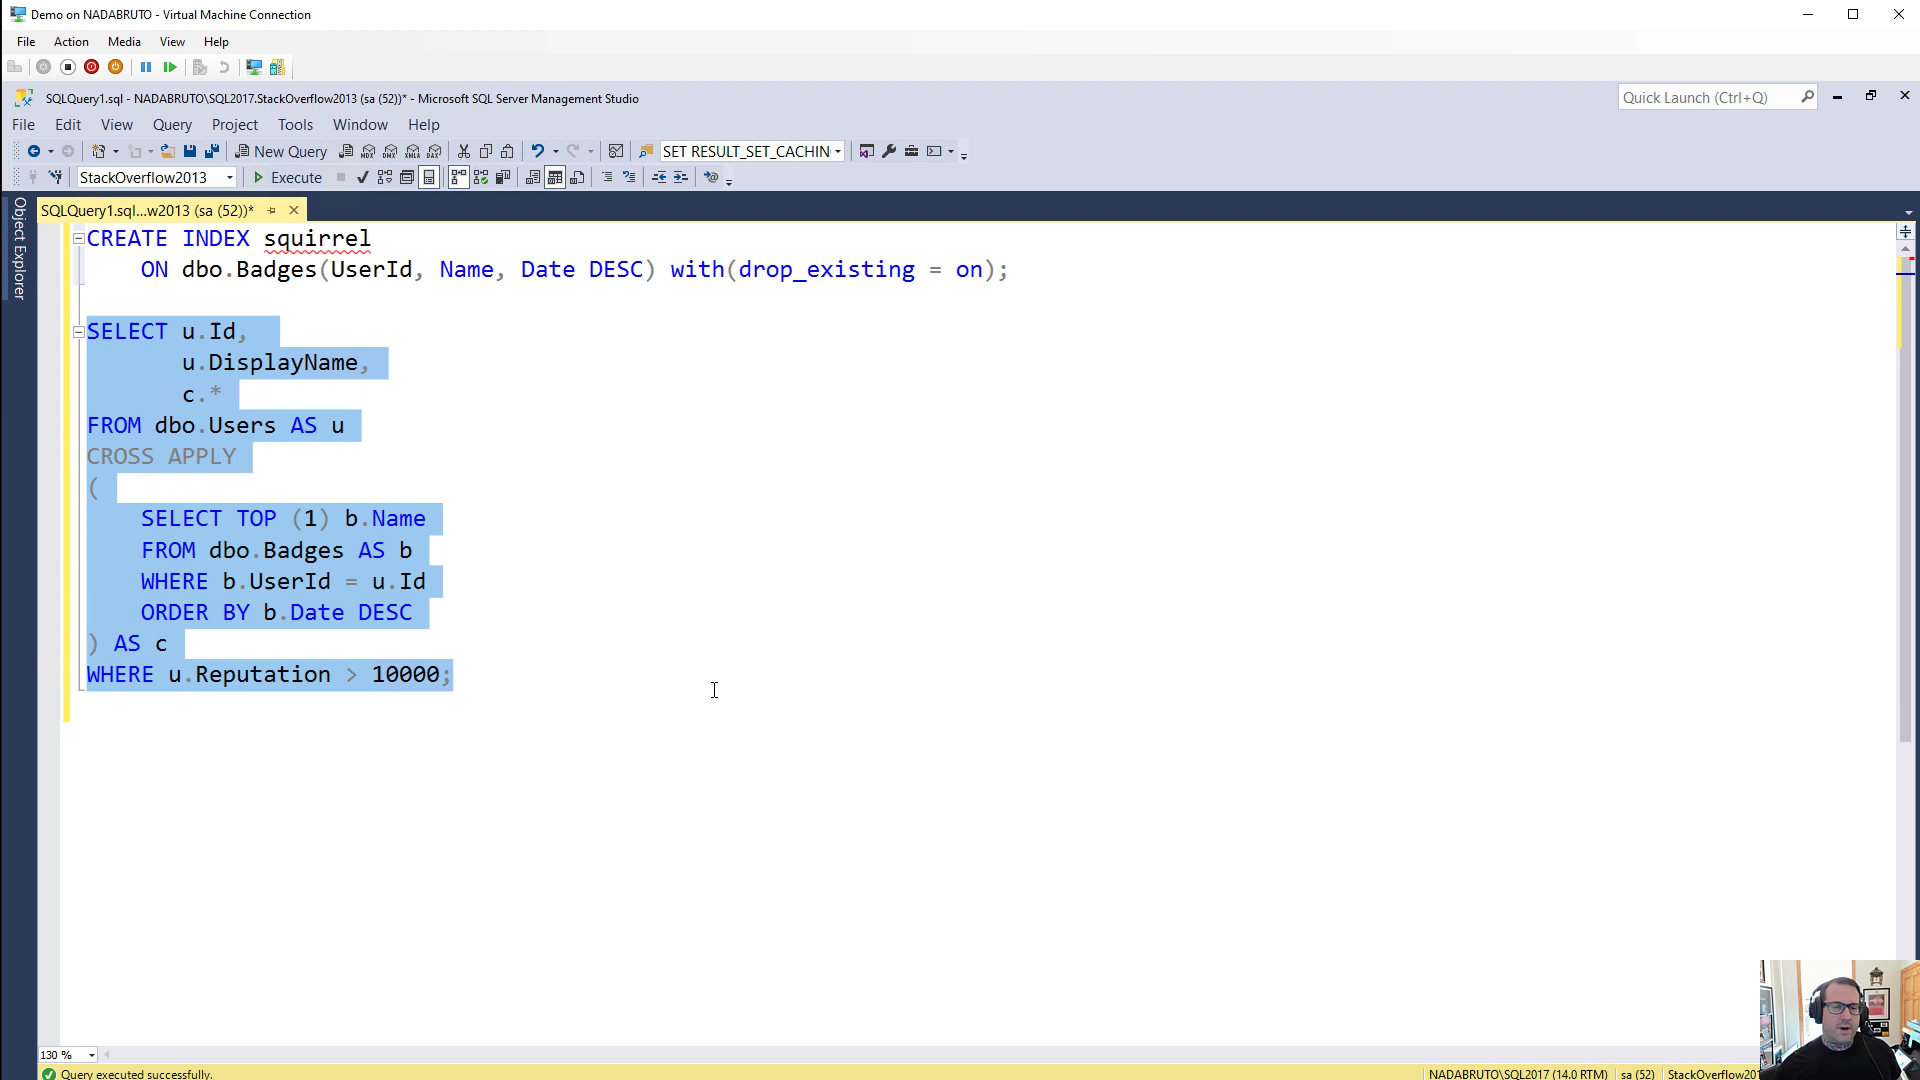 Demo on NADABRUTO - Virtual Machine Connection
File Action Media View Help
SQLQuery1.sql - NADABRUTO\SQL2017.StackOverflow2013 (sa (52))* - Microsoft SQL Server Management Studio
Quick Launch (Ctrl+Q)
File Edit View Query Project Tools Window Help
New Query
MDX DMX XMLA DAX
SET RESULT_SET_CACHIN
StackOverflow2013
Execute
Object Explorer
SQLQuery1.sql...w2013 (sa (52))*
CREATE INDEX squirrel
ON dbo.Badges(UserId, Name, Date DESC) with(drop_existing = on);
SELECT u.Id,
u.DisplayName,
c.*
FROM dbo.Users AS u
CROSS APPLY
(
SELECT TOP (1) b.Name
FROM dbo.Badges AS b
WHERE b.UserId = u.Id
ORDER BY b.Date DESC
) AS c
WHERE u.Reputation > 10000;
130 %
Query executed successfully.
NADABRUTO\SQL2017 (14.0 RTM)
sa (52)
StackOverflow201